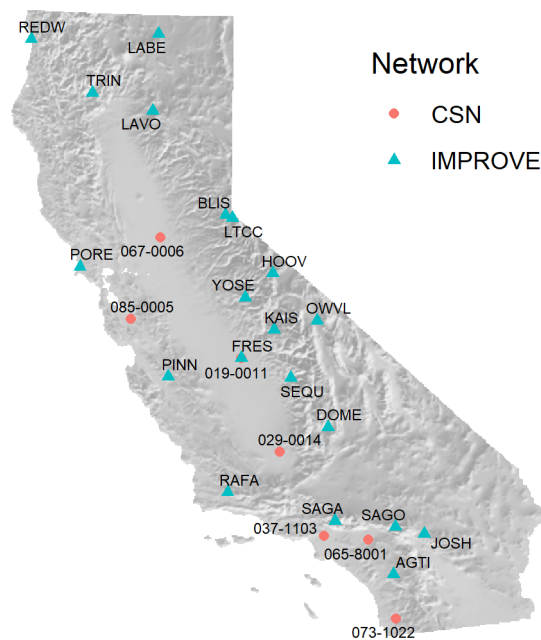 REDW
LABE
Network
TRIN
CSN
LAVO
IMPROVE
BLIS
LTCC
067-0006
PORE
HOOV
YOSE
085-0005
OWVL
KAIS
FRES
019-0011
PINN
SEQU
DOME
029-0014
RAFA
SAGA
SAGO
037-1103
JOSH
065-8001
AGTI
073-1022